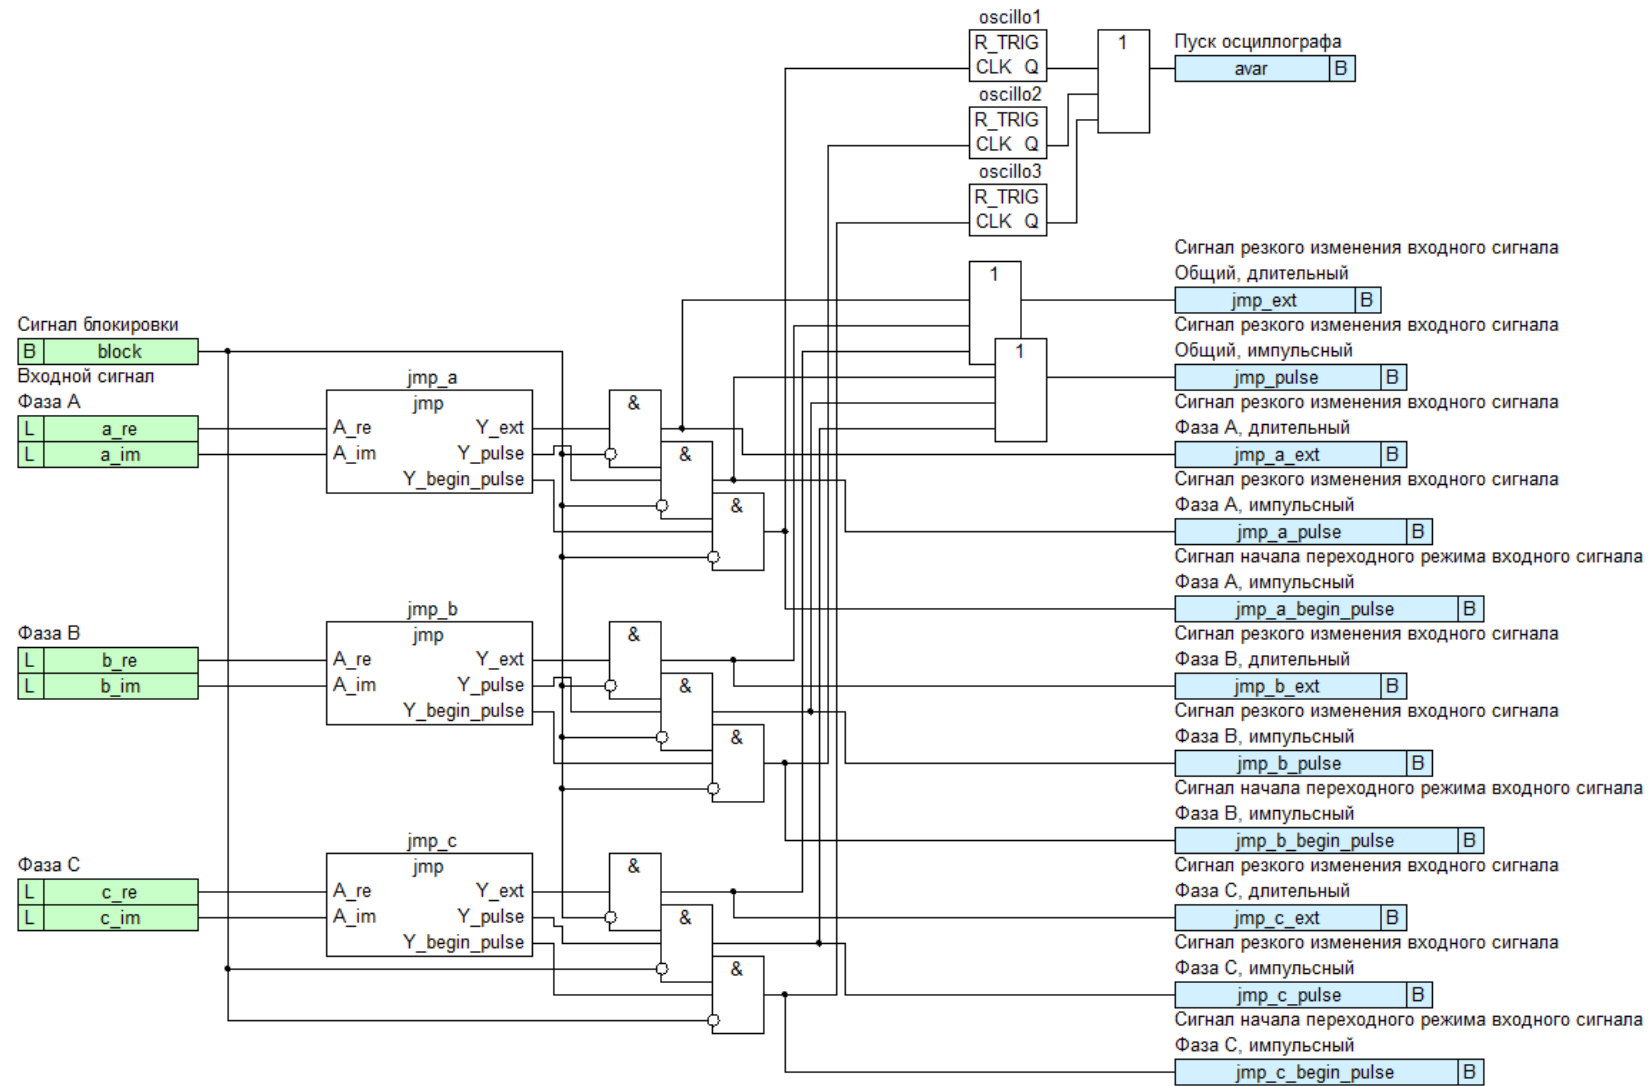 oscillo1
R_TRIG
CLK Q
1
Пуск осциллографа
avar B
oscillo2
R_TRIG
CLK Q
oscillo3
R_TRIG
CLK Q
Сигнал резкого изменения входного сигнала
1
Общий, длительный
jmp_ext B
Сигнал блокировки
Сигнал резкого изменения входного сигнала
B block
1
Общий, импульсный
Входной сигнал
jmp_a
jmp_pulse B
Фаза А
jmp
&
Сигнал резкого изменения входного сигнала
L a_re
A_re Y_ext
Фаза А, длительный
L a_im
A_im Y_pulse
&
jmp_a_ext B
Y_begin_pulse
Сигнал резкого изменения входного сигнала
&
Фаза А, импульсный
jmp_a_pulse B
Сигнал начала переходного режима входного сигнала
Фаза А, импульсный
jmp_b
jmp_a_begin_pulse B
Фаза В
jmp
&
Сигнал резкого изменения входного сигнала
L b_re
A_re Y_ext
Фаза В, длительный
L b_im
A_im Y_pulse
&
jmp_b_ext B
Y_begin_pulse
Сигнал резкого изменения входного сигнала
&
Фаза В, импульсный
jmp_b_pulse B
Сигнал начала переходного режима входного сигнала
Фаза В, импульсный
jmp_c
jmp_b_begin_pulse B
Фаза С
jmp
&
Сигнал резкого изменения входного сигнала
L c_re
A_re Y_ext
Фаза С, длительный
L c_im
A_im Y_pulse
&
jmp_c_ext B
Y_begin_pulse
Сигнал резкого изменения входного сигнала
&
Фаза С, импульсный
jmp_c_pulse B
Сигнал начала переходного режима входного сигнала
Фаза С, импульсный
jmp_c_begin_pulse B